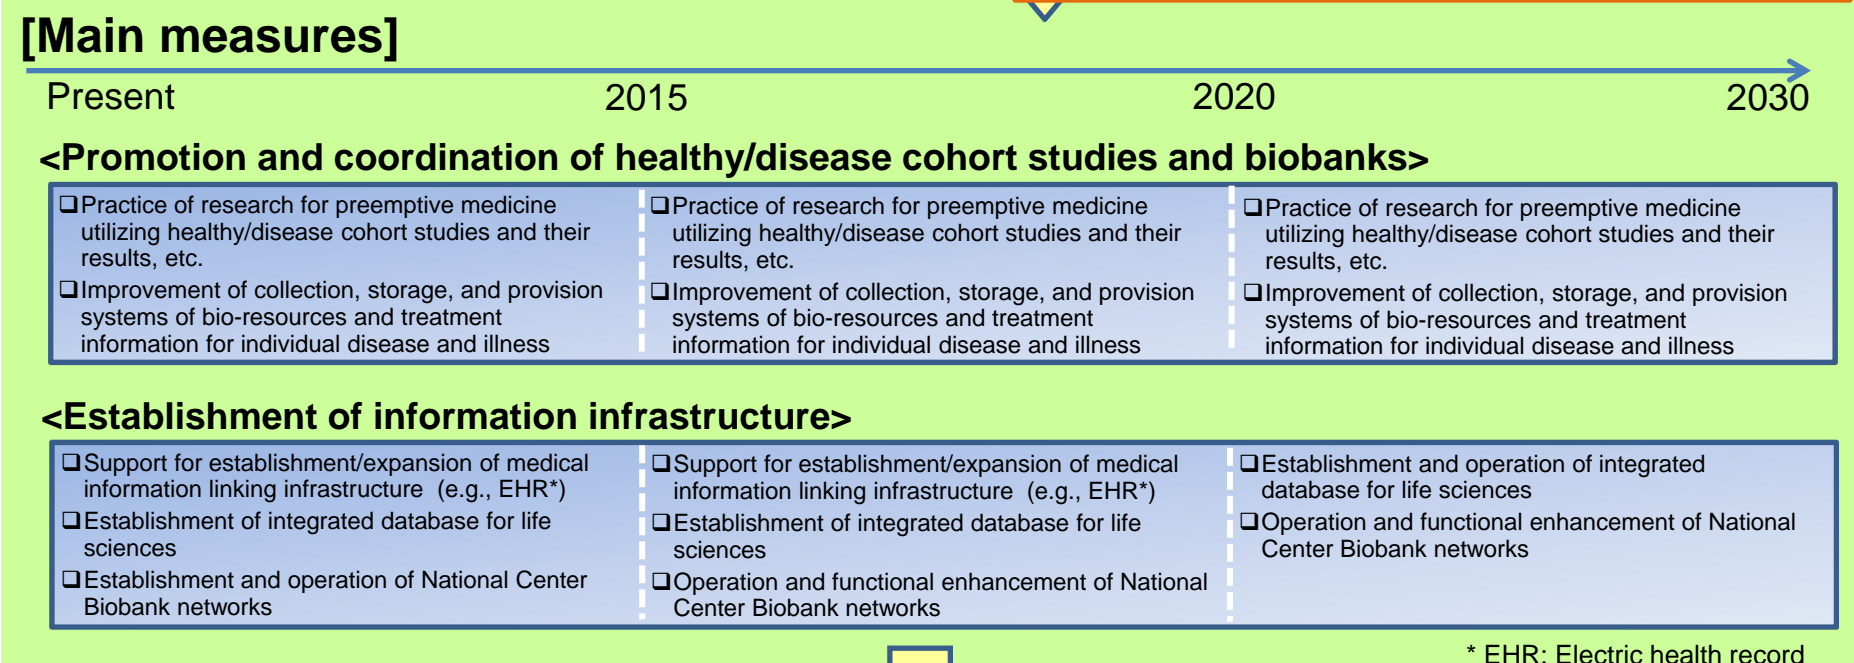 [Main measures]
Present 2015 2020 2030
<Promotion and coordination of healthy/disease cohort studies and biobanks>
❑Practice of research for preemptive medicine
utilizing healthy/disease cohort studies and their
results, etc.
❑Improvement of collection, storage, and provision
systems of bio-resources and treatment
information for individual disease and illness
❑Practice of research for preemptive medicine
utilizing healthy/disease cohort studies and their
results, etc.
❑Improvement of collection, storage, and provision
systems of bio-resources and treatment
information for individual disease and illness
❑Practice of research for preemptive medicine
utilizing healthy/disease cohort studies and their
results, etc.
❑Improvement of collection, storage, and provision
systems of bio-resources and treatment
information for individual disease and illness
<Establishment of information infrastructure>
❑Support for establishment/expansion of medical
information linking infrastructure (e.g., EHR*)
❑Establishment of integrated database for life
sciences
❑Establishment and operation of National Center
Biobank networks
❑Support for establishment/expansion of medical
information linking infrastructure (e.g., EHR*)
❑Establishment of integrated database for life
sciences
❑Operation and functional enhancement of National
Center Biobank networks
❑Establishment and operation of integrated
database for life sciences
❑Operation and functional enhancement of National
Center Biobank networks
* EHR: Electric health record